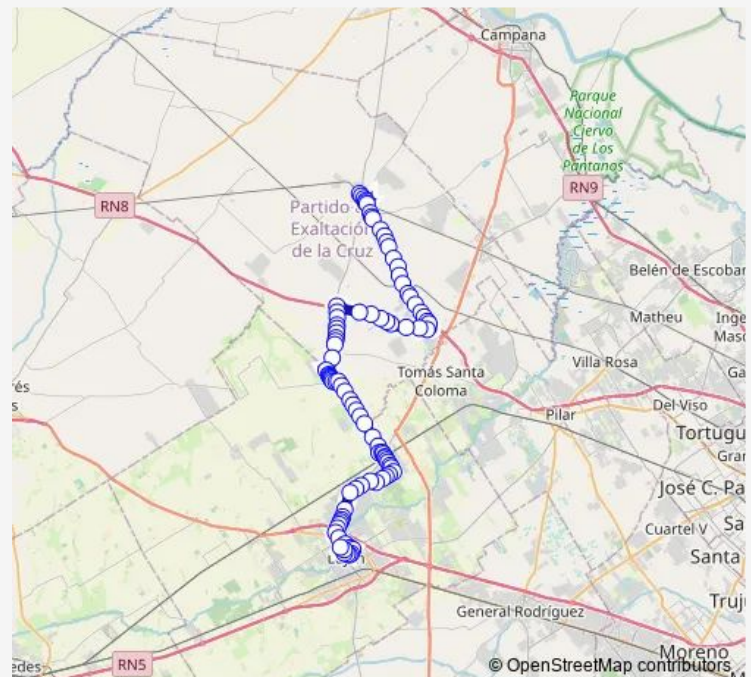 Campana
Parque
Nacional
Ciervo
de Los
Pantanos
RN9
RN8
Partido
Exaltación
de la Cruz
Belén de Escobar
Matheu
Villa Rosa
Tomás Santa
Coloma
Pilar
Del Viso
José C. Pa
Cuartel V
Santa
General Rodríguez
Moreno
RN5
© OpenStreetMap contributors